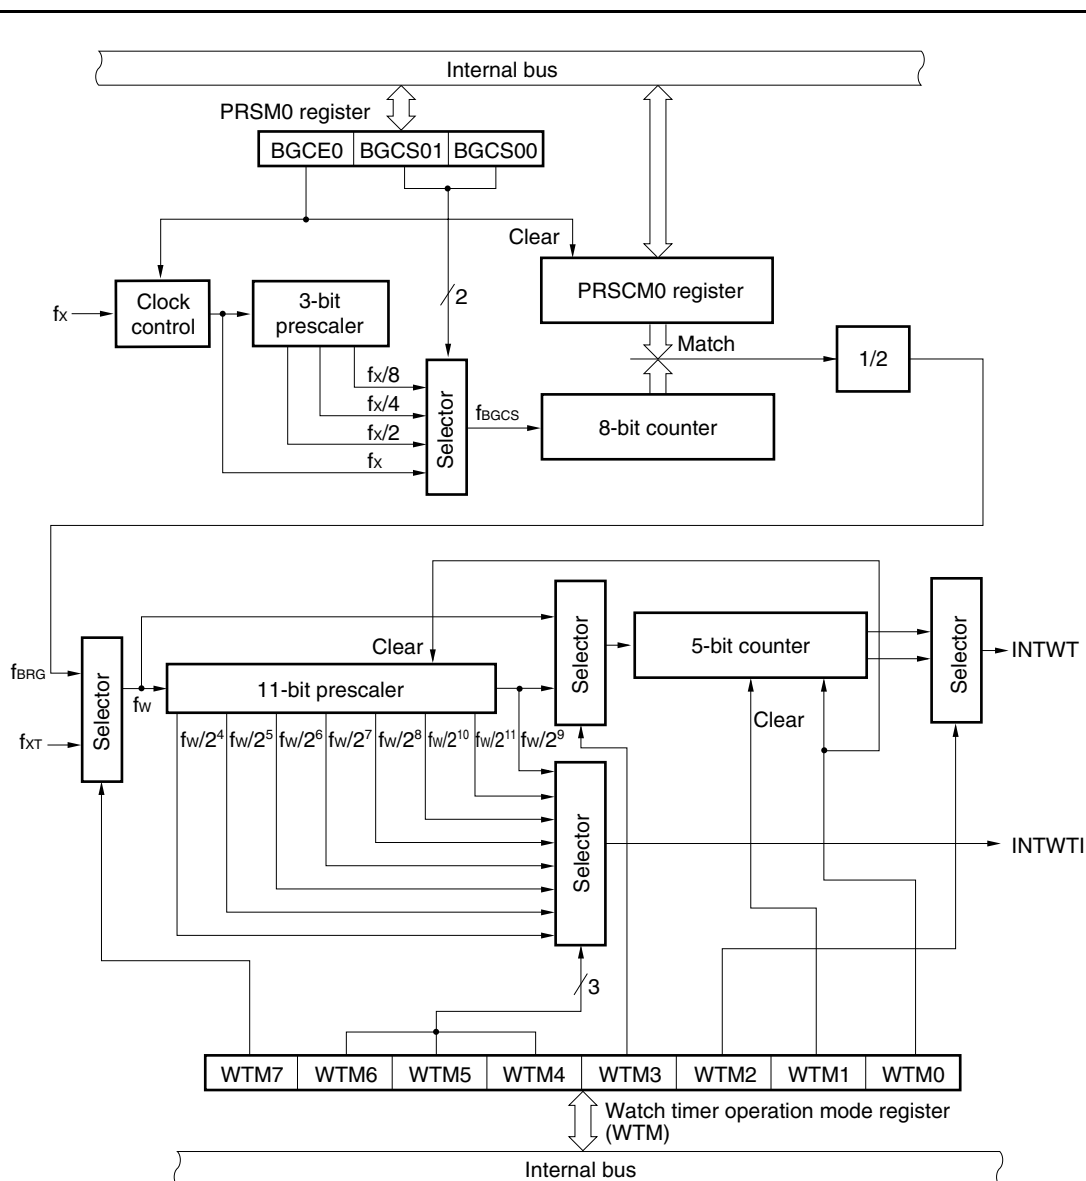 Internal bus
PRSM0 register
BGCE0 BGCS01 BGCS00
Clear
PRSCM0 register
fX
Clock
control
3-bit
prescaler
2
Match
1/2
fX/8
fX/4
fX/2
fX
Selector
fBGCS
8-bit counter
Clear
Selector
5-bit counter
Selector
INTWT
fBRG
fXT
Selector
fW
11-bit prescaler
Clear
fW/2⁴ fW/2⁵ fW/2⁶ fW/2⁷ fW/2⁸ fW/2¹⁰ fW/2¹¹ fW/2⁹
Selector
INTWTI
3
WTM7 WTM6 WTM5 WTM4 WTM3 WTM2 WTM1 WTM0
Watch timer operation mode register
(WTM)
Internal bus